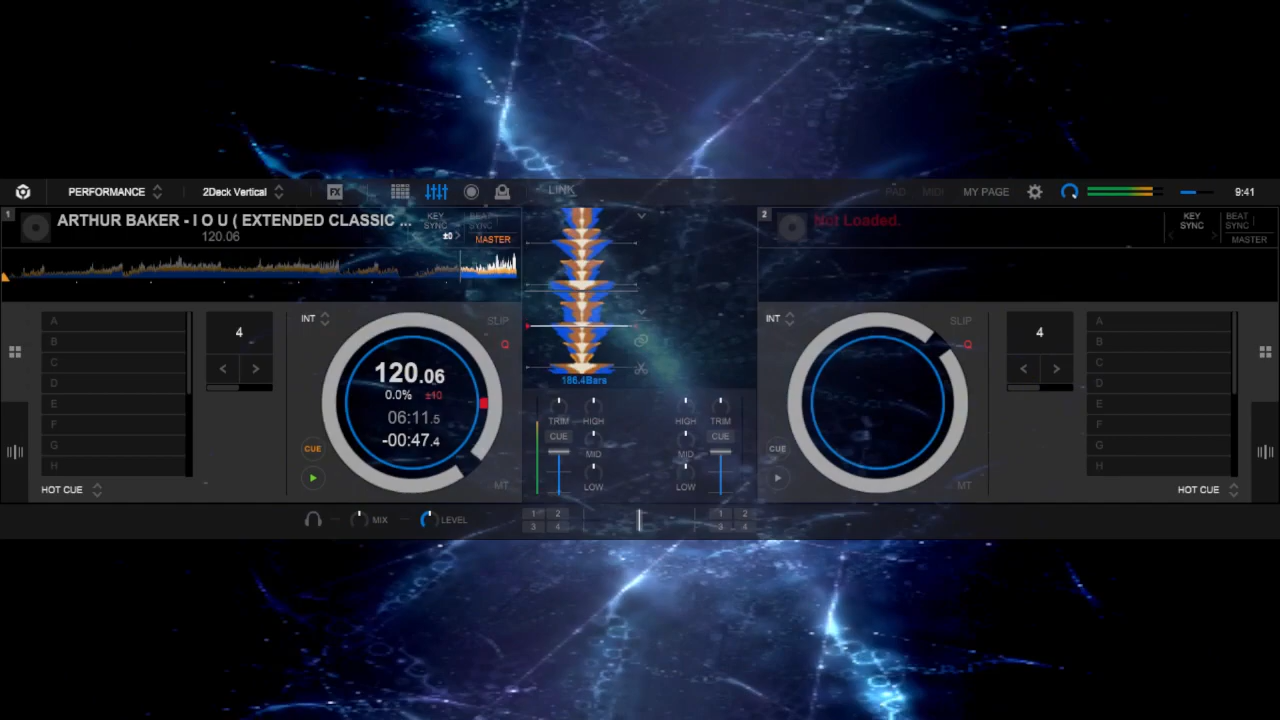 PERFORMANCE 2Deck Vertical FX LINK PAD MIDI MY PAGE 9:41
1 ARTHUR BAKER - I O U ( EXTENDED CLASSIC ... KEY SYNC BEAT SYNC
120.06 ±0 MASTER
2 Not Loaded. KEY SYNC BEAT SYNC MASTER
INT SLIP
A
B
C
D
E
F
G
H
HOT CUE
4
< >
Q
120.06
0.0% ±10
06:11.5
-00:47.4
CUE
MT
186.4Bars
TRIM HIGH HIGH TRIM
CUE MID MID CUE
LOW LOW
INT SLIP
Q
CUE
MT
4
< >
A
B
C
D
E
F
G
H
HOT CUE
MIX LEVEL
1 2 1 2
3 4 3 4